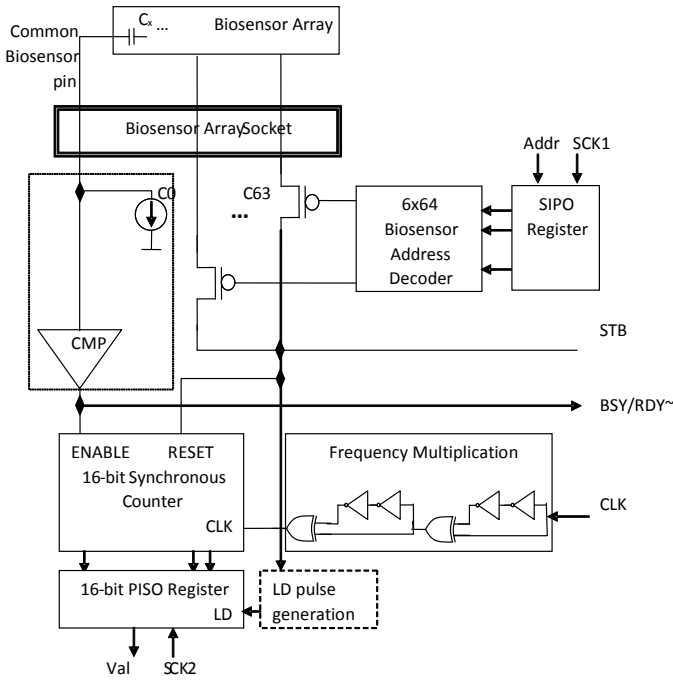 Cx ...
Biosensor Array
Common
Biosensor
pin
Biosensor ArraySocket
Addr
SCK1
C0
C63
...
6x64
Biosensor
Address
Decoder
SIPO
Register
CMP
STB
BSY/RDY~
ENABLE
RESET
16-bit Synchronous
Counter
CLK
Frequency Multiplication
CLK
16-bit PISO Register
LD
LD pulse
generation
Val
SCK2